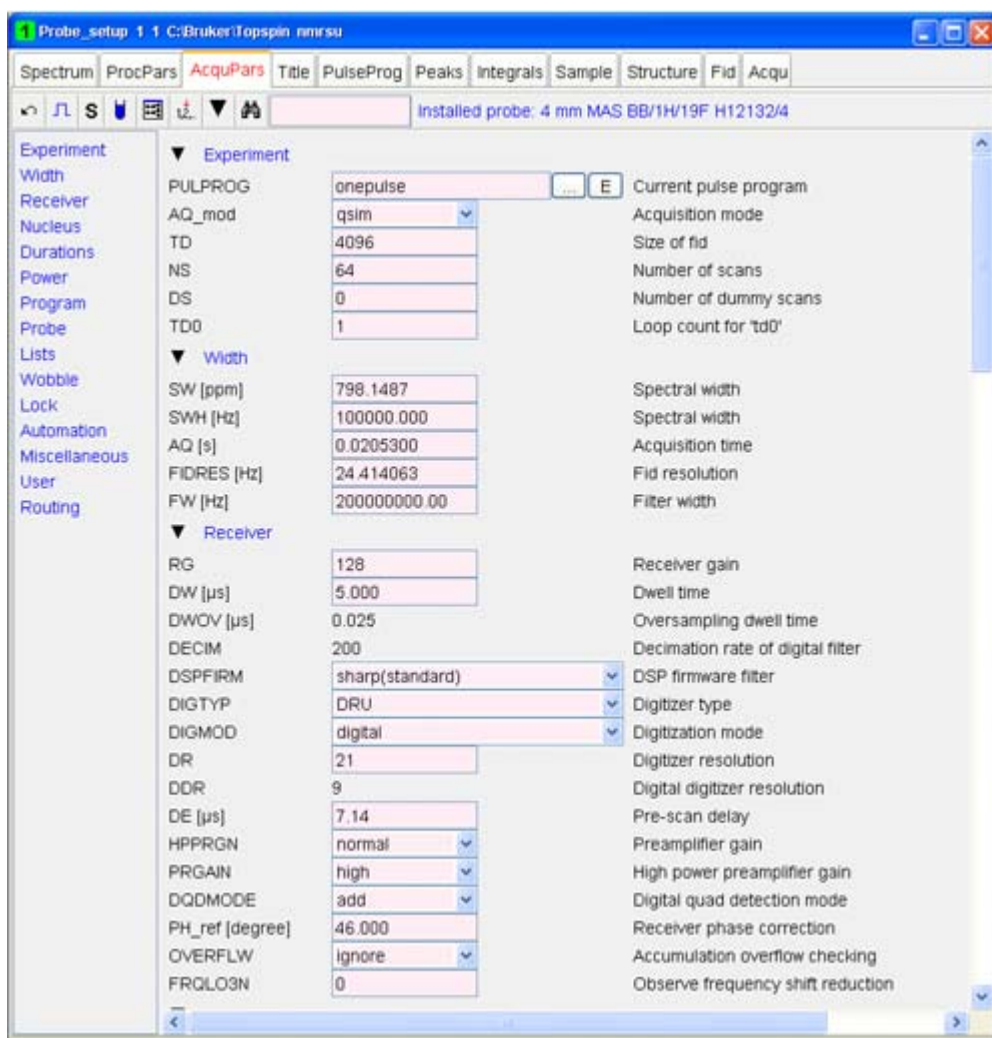 1 Probe_setup 1 1 C:\Bruker\Topspin nmrsu
Spectrum ProcPars AcquPars Title PulseProg Peaks Integrals Sample Structure Fid Acqu
S Installed probe: 4 mm MAS BB/1H/19F H12132/4
Experiment
Width
Receiver
Nucleus
Durations
Power
Program
Probe
Lists
Wobble
Lock
Automation
Miscellaneous
User
Routing
Experiment
PULPROG onepulse ... E Current pulse program
AQ_mod qsim Acquisition mode
TD 4096 Size of fid
NS 64 Number of scans
DS 0 Number of dummy scans
TD0 1 Loop count for 'td0'
Width
SW [ppm] 798.1487 Spectral width
SWH [Hz] 100000.000 Spectral width
AQ [s] 0.0205300 Acquisition time
FIDRES [Hz] 24.414063 Fid resolution
FW [Hz] 200000000.00 Filter width
Receiver
RG 128 Receiver gain
DW [µs] 5.000 Dwell time
DWOV [µs] 0.025 Oversampling dwell time
DECIM 200 Decimation rate of digital filter
DSPFIRM sharp(standard) DSP firmware filter
DIGTYP DRU Digitizer type
DIGMOD digital Digitization mode
DR 21 Digitizer resolution
DDR 9 Digital digitizer resolution
DE [µs] 7.14 Pre-scan delay
HPPRGN normal Preamplifier gain
PRGAIN high High power preamplifier gain
DQDMODE add Digital quad detection mode
PH_ref [degree] 46.000 Receiver phase correction
OVERFLW ignore Accumulation overflow checking
FRQLO3N 0 Observe frequency shift reduction